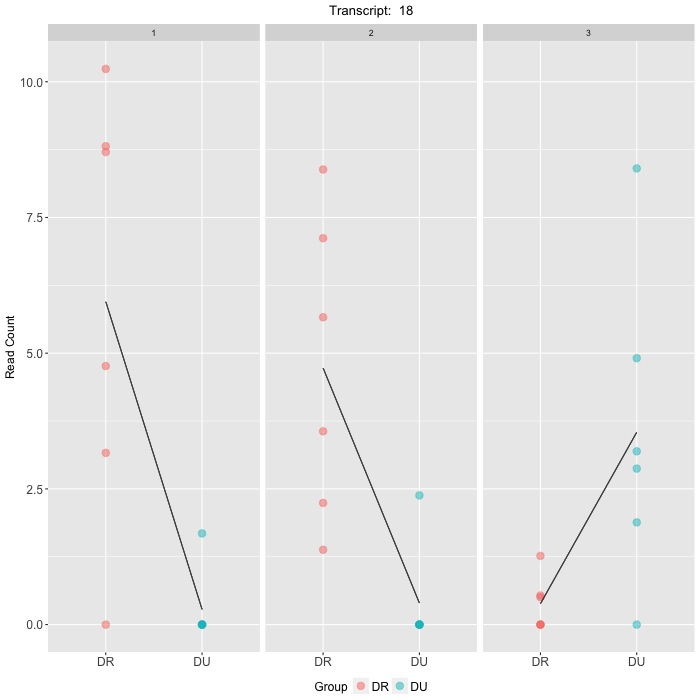 Transcript:  18
1 2 3
Read Count
10.0
7.5
5.0
2.5
0.0
DR DU DR DU DR DU
Group DR DU